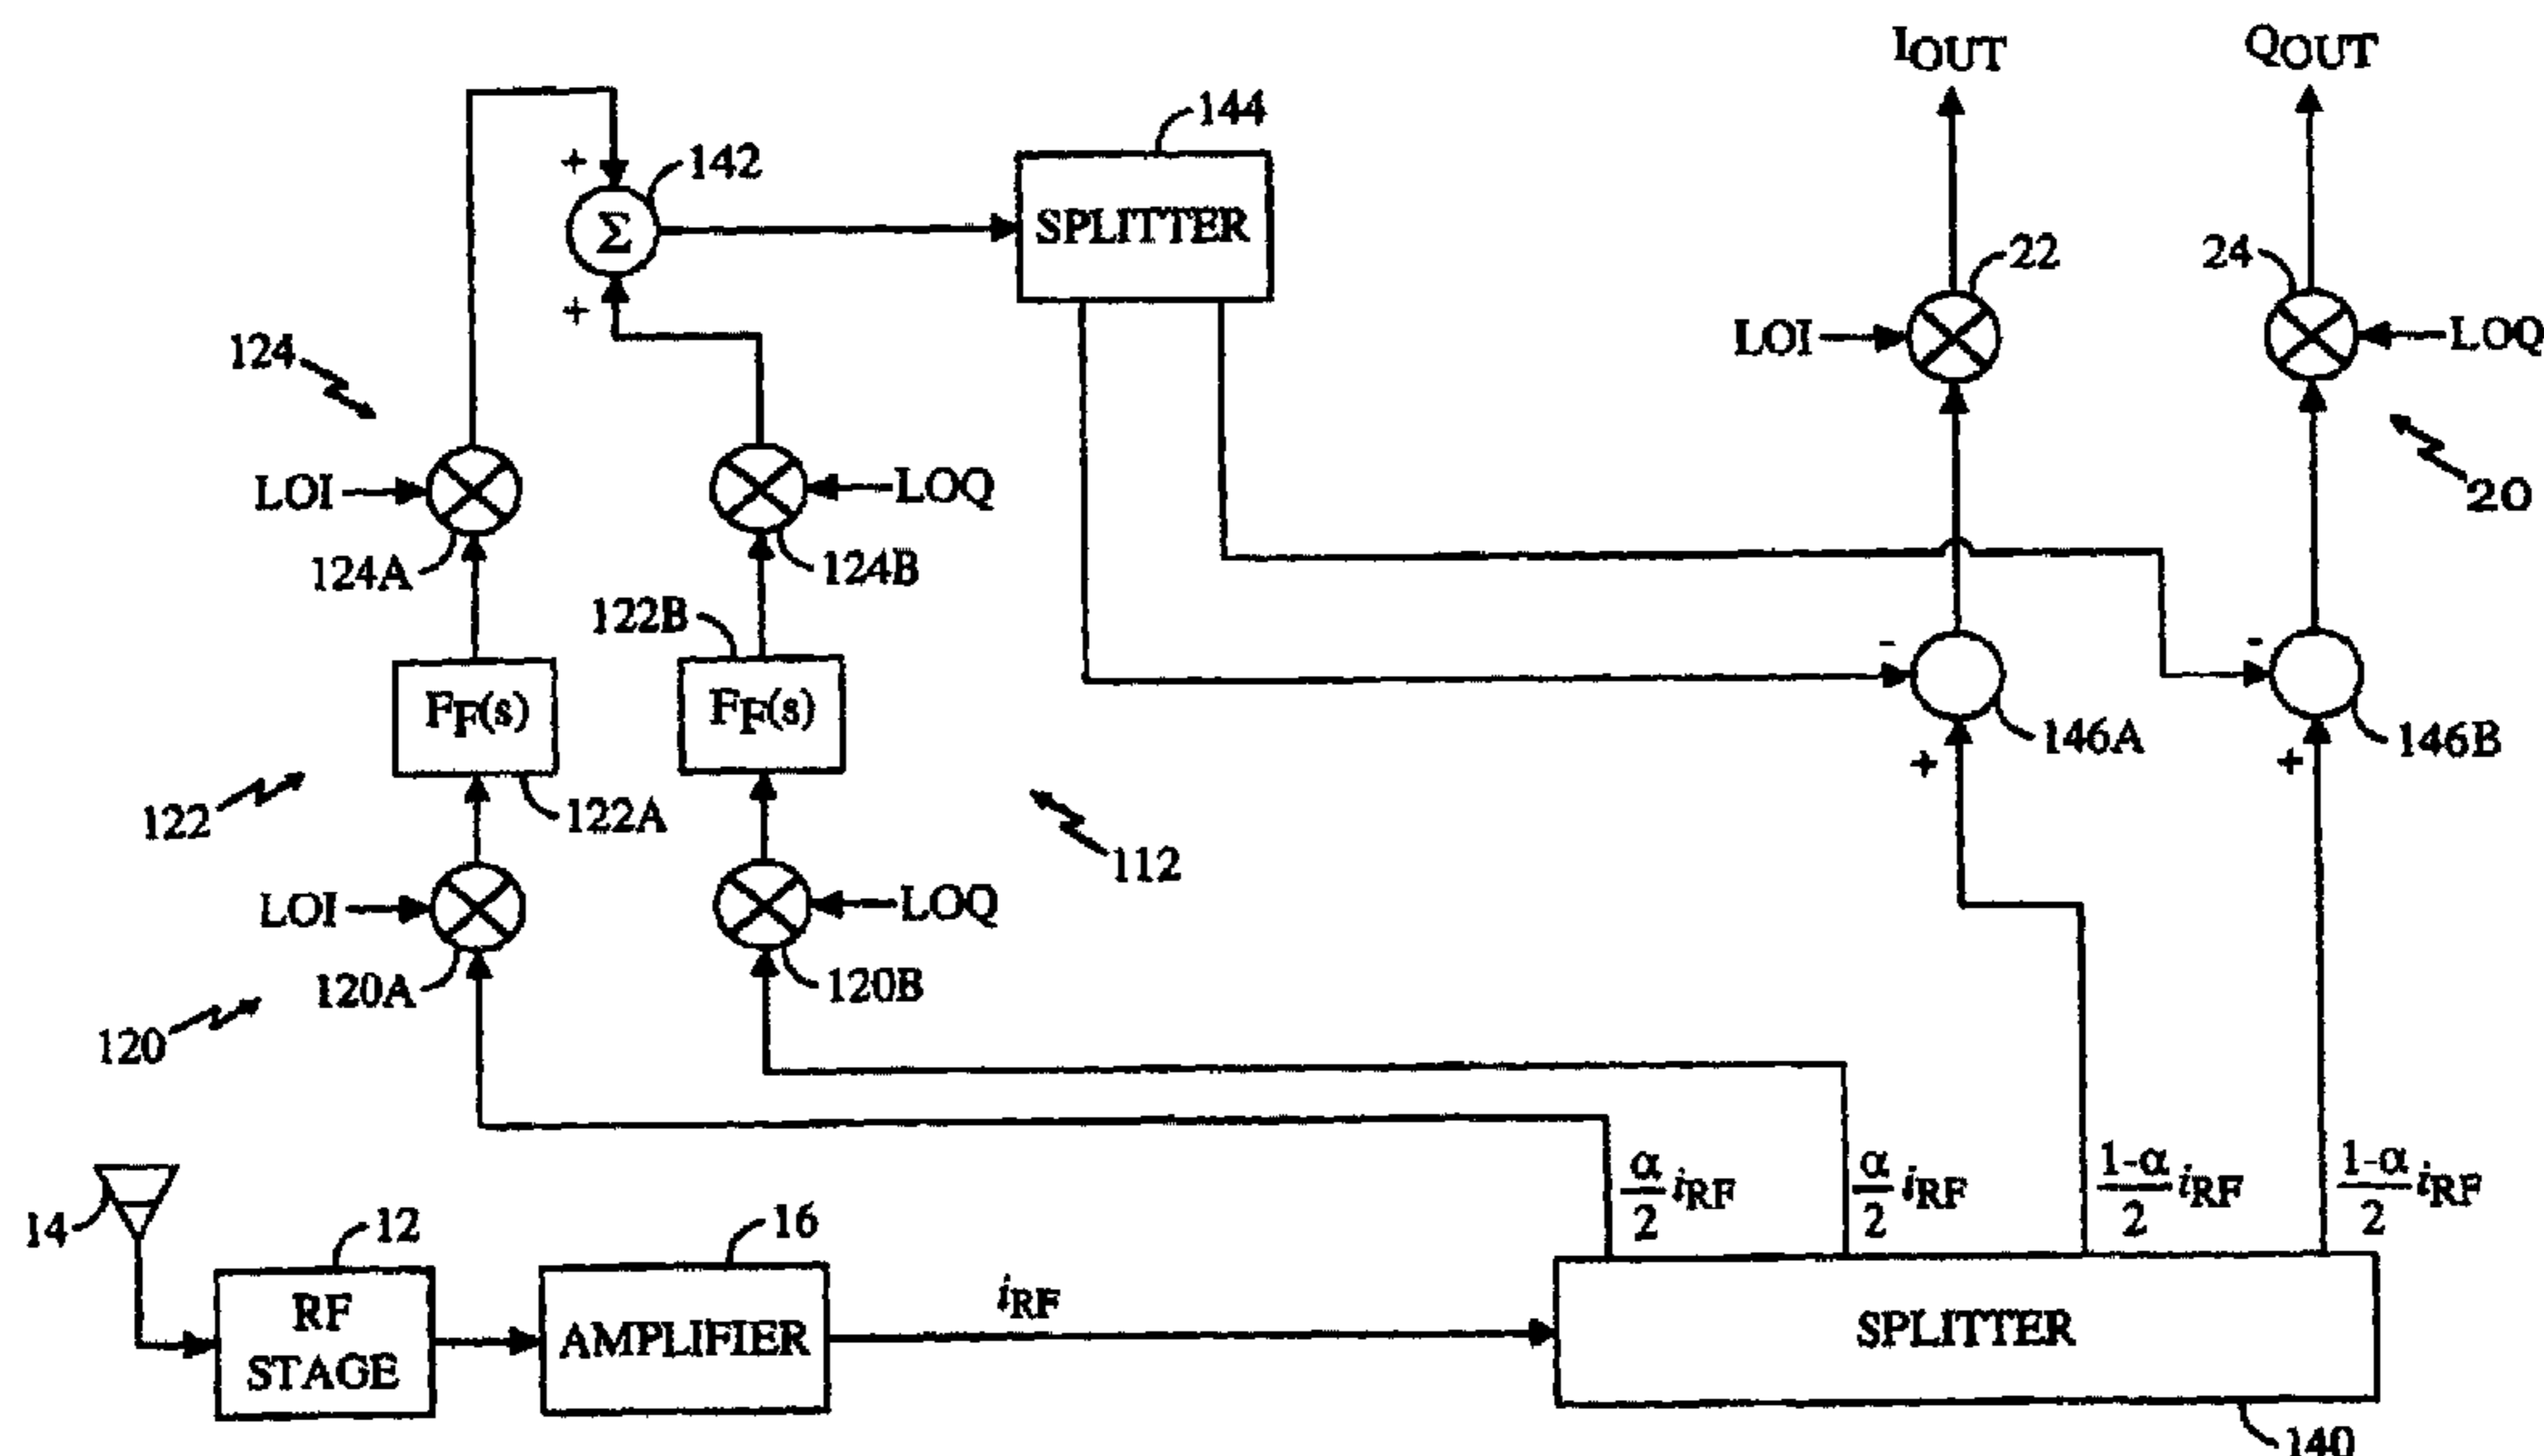 IOUT
QOUT
144
+
142
Σ
SPLITTER
22
24
+
LOI
LOQ
124
20
LOI
LOQ
124A
124B
122B
-
-
FF(s)
FF(s)
146A
146B
+
+
122
122A
112
LOI
LOQ
120A
120B
120
α/2 iRF
α/2 iRF
1-α/2 iRF
1-α/2 iRF
14
12
16
RF
STAGE
AMPLIFIER
iRF
SPLITTER
140